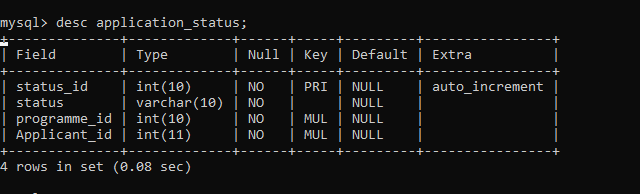 mysql> desc application_status;
+--------------+-------------+------+-----+---------+----------------+
| Field        | Type        | Null | Key | Default | Extra          |
+--------------+-------------+------+-----+---------+----------------+
| status_id    | int(10)     | NO   | PRI | NULL    | auto_increment |
| status       | varchar(10) | NO   |     | NULL    |                |
| programme_id | int(10)     | NO   | MUL | NULL    |                |
| Applicant_id | int(11)     | NO   | MUL | NULL    |                |
+--------------+-------------+------+-----+---------+----------------+
4 rows in set (0.08 sec)